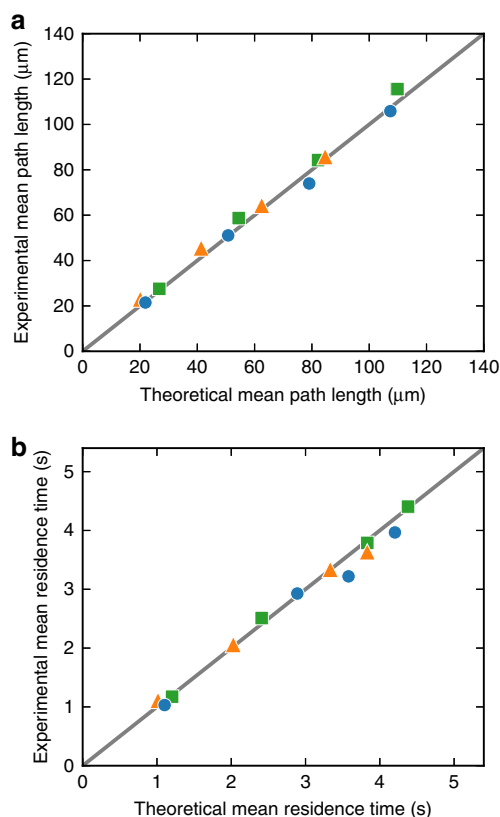 a
140
120
100
80
60
40
20
0
Experimental mean path length (μm)
0 20 40 60 80 100 120 140
Theoretical mean path length (μm)
b
5
4
3
2
1
0
Experimental mean residence time (s)
0 1 2 3 4 5
Theoretical mean residence time (s)